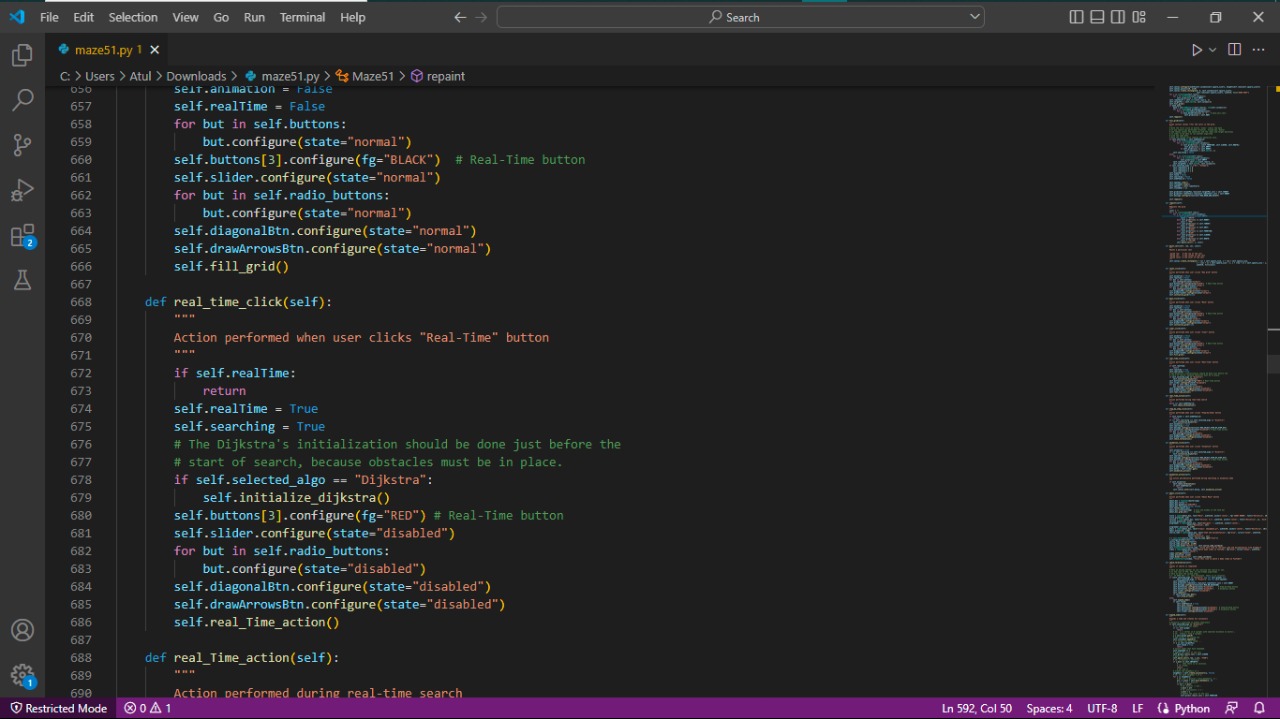 File Edit Selection View Go Run Terminal Help Search
maze51.py 1
C: > Users > Atul > Downloads > maze51.py > Maze51 > repaint
656 self.animation = False
657 self.realTime = False
658 for but in self.buttons:
659 but.configure(state="normal")
660 self.buttons[3].configure(fg="BLACK") # Real-Time button
661 self.slider.configure(state="normal")
662 for but in self.radio_buttons:
663 but.configure(state="normal")
664 self.diagonalBtn.configure(state="normal")
665 self.drawArrowsBtn.configure(state="normal")
666 self.fill_grid()
667
668 def real_time_click(self):
669 """
670 Action performed when user clicks "Real-Time" button
671 """
672 if self.realTime:
673 return
674 self.realTime = True
675 self.searching = True
676 # The Dijkstra's initialization should be done just before the
677 # start of search, because obstacles must be in place.
678 if self.selected_algo == "Dijkstra":
679 self.initialize_dijkstra()
680 self.buttons[3].configure(fg="RED") # Real-Time button
681 self.slider.configure(state="disabled")
682 for but in self.radio_buttons:
683 but.configure(state="disabled")
684 self.diagonalBtn.configure(state="disabled")
685 self.drawArrowsBtn.configure(state="disabled")
686 self.real_Time_action()
687
688 def real_Time_action(self):
689 """
690 Action performed during real-time search
2
1
Restricted Mode 0 1 Ln 592, Col 50 Spaces: 4 UTF-8 LF Python